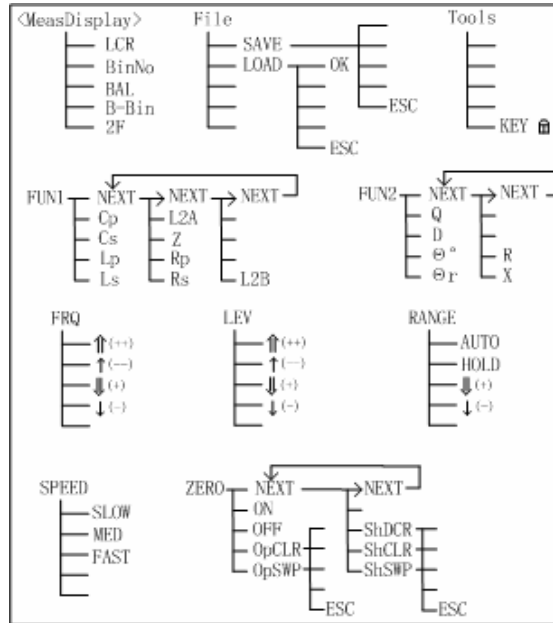 <MeasDisplay> File Tools
LCR SAVE
BinNo LOAD OK
BAL
B-Bin ESC
2F KEY
ESC
FUN1 NEXT NEXT NEXT FUN2 NEXT NEXT
Cp L2A Q
Cs Z D
Lp Rp Θ° R
Ls Rs L2B Θr X
FRQ LEV RANGE
⇑(++) ⇑(++) AUTO
↑(--) ↑(--) HOLD
⇓(+) ⇓(+) ⇓(+)
↓(-) ↓(-) ↓(-)
SPEED ZERO NEXT NEXT
SLOW ON
MED OFF ShDCR
FAST OpCLR ShCLR
OpSWP ShSWP
ESC ESC